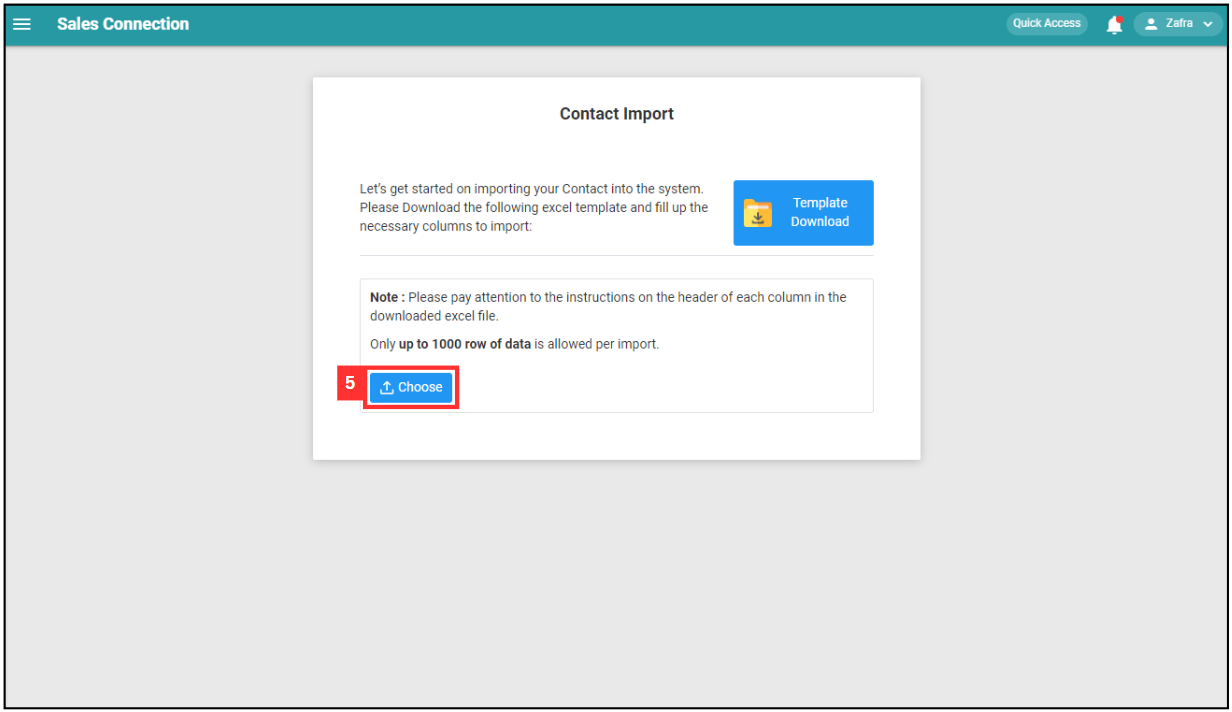 Sales Connection
Quick Access
Zafra
Contact Import
Let's get started on importing your Contact into the system.
Please Download the following excel template and fill up the
necessary columns to import:
Template
Download
Note : Please pay attention to the instructions on the header of each column in the
downloaded excel file.
Only up to 1000 row of data is allowed per import.
5
Choose